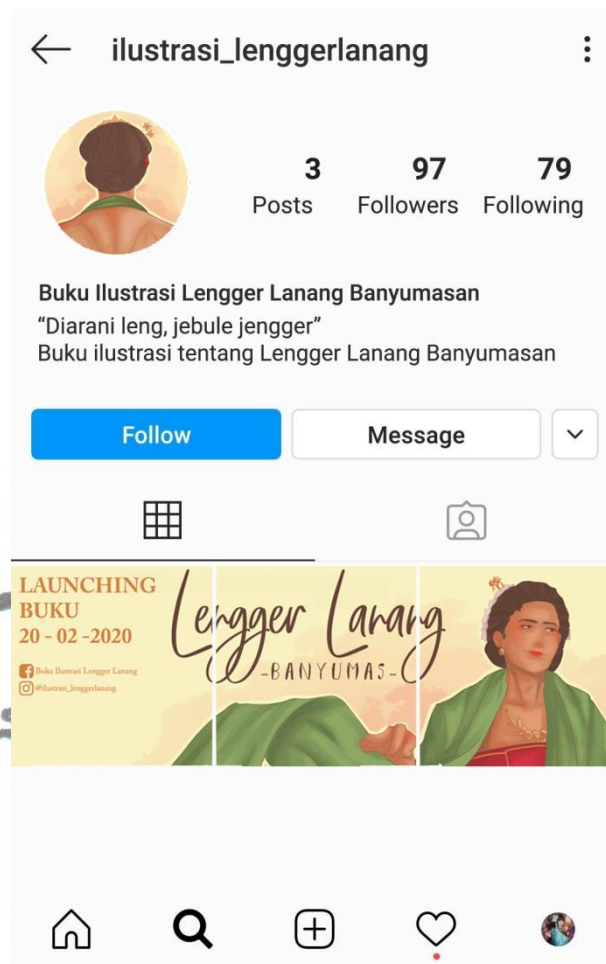 ilustrasi_lenggerlanang
3 97 79
Posts Followers Following
Buku Ilustrasi Lengger Lanang Banyumasan
“Diarani leng, jebule jengger”
Buku ilustrasi tentang Lengger Lanang Banyumasan
Follow Message
LAUNCHING
BUKU
20 - 02 -2020
Buku Ilustrasi Lengger Lanang
@ilustrasi_lenggerlanang
Lengger Lanang
-BANYUMAS-